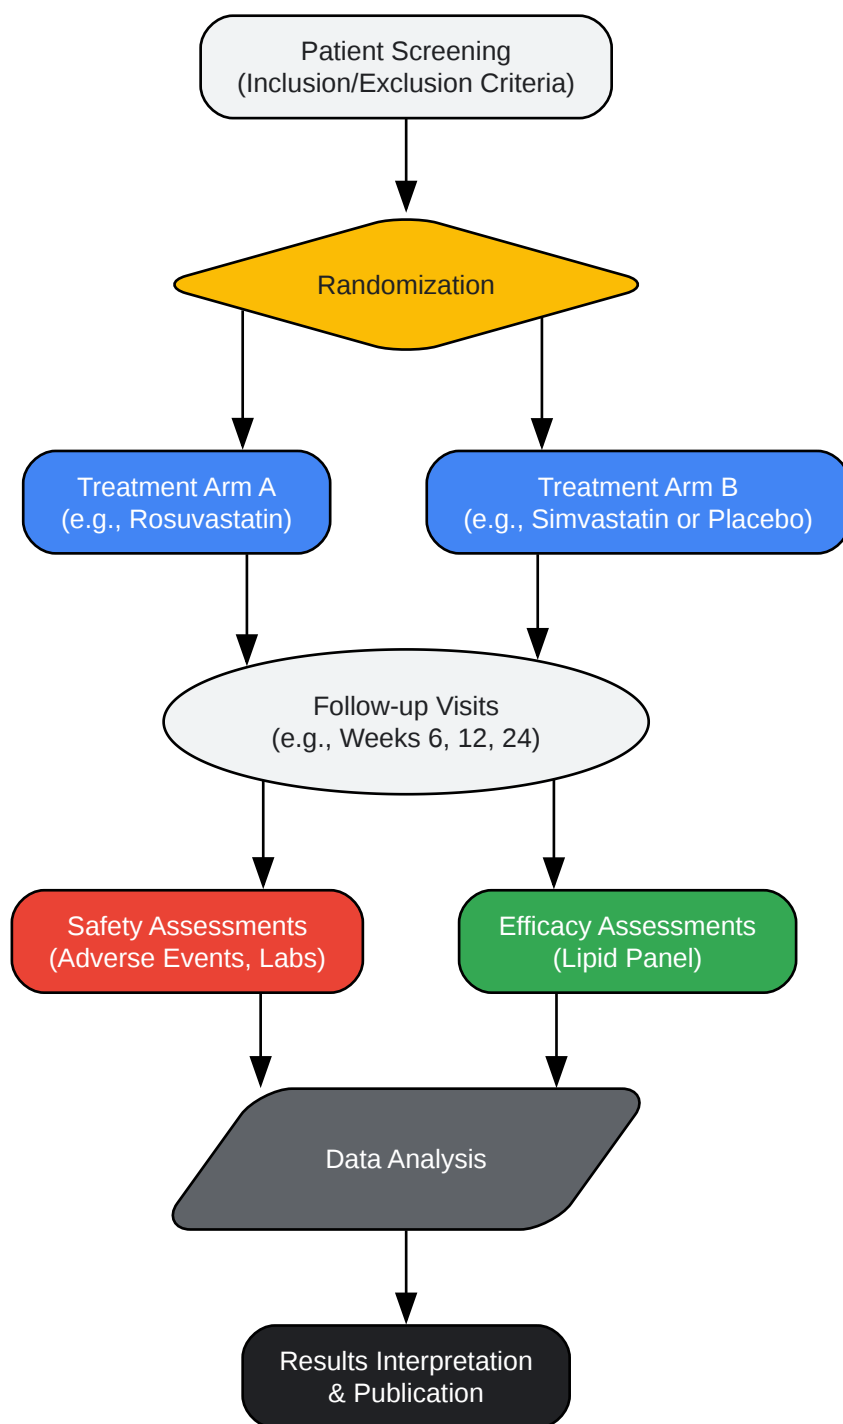 Patient Screening
(Inclusion/Exclusion Criteria)
Randomization
Treatment Arm A
(e.g., Rosuvastatin)
Treatment Arm B
(e.g., Simvastatin or Placebo)
Follow-up Visits
(e.g., Weeks 6, 12, 24)
Safety Assessments
(Adverse Events, Labs)
Efficacy Assessments
(Lipid Panel)
Data Analysis
Results Interpretation
& Publication